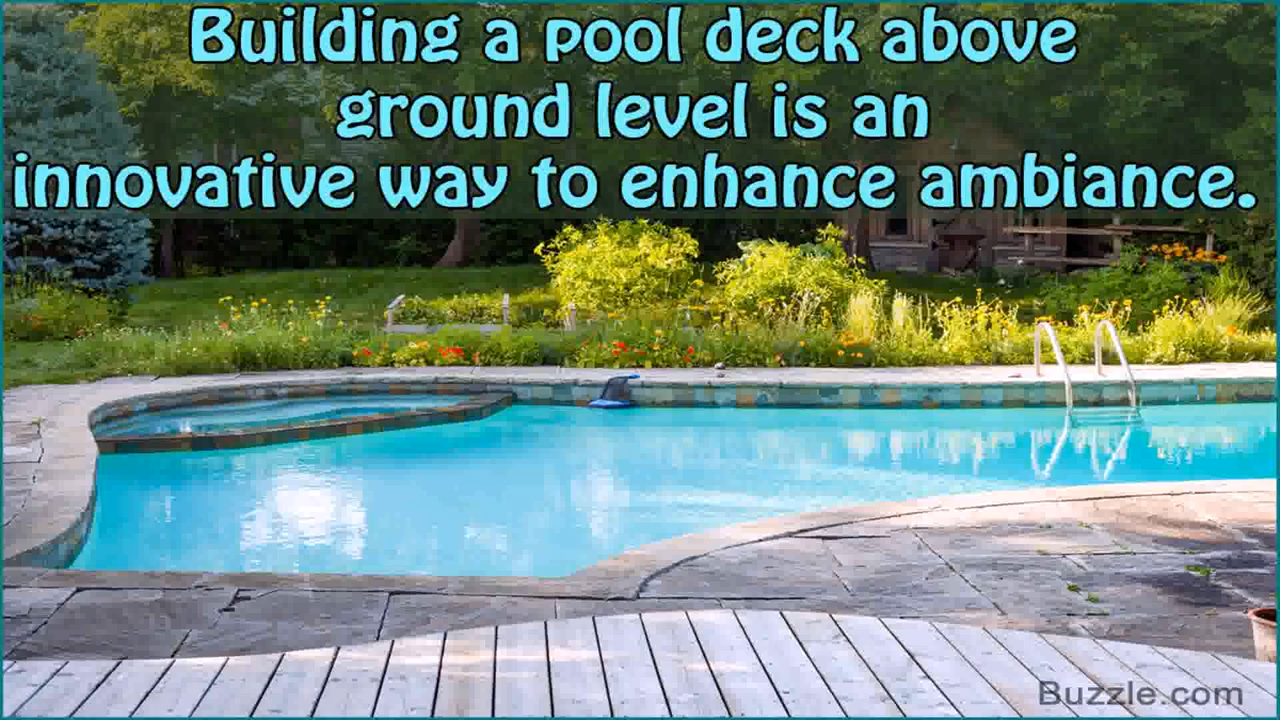 Building a pool deck above
ground level is an
innovative way to enhance ambiance.
Buzzle.com